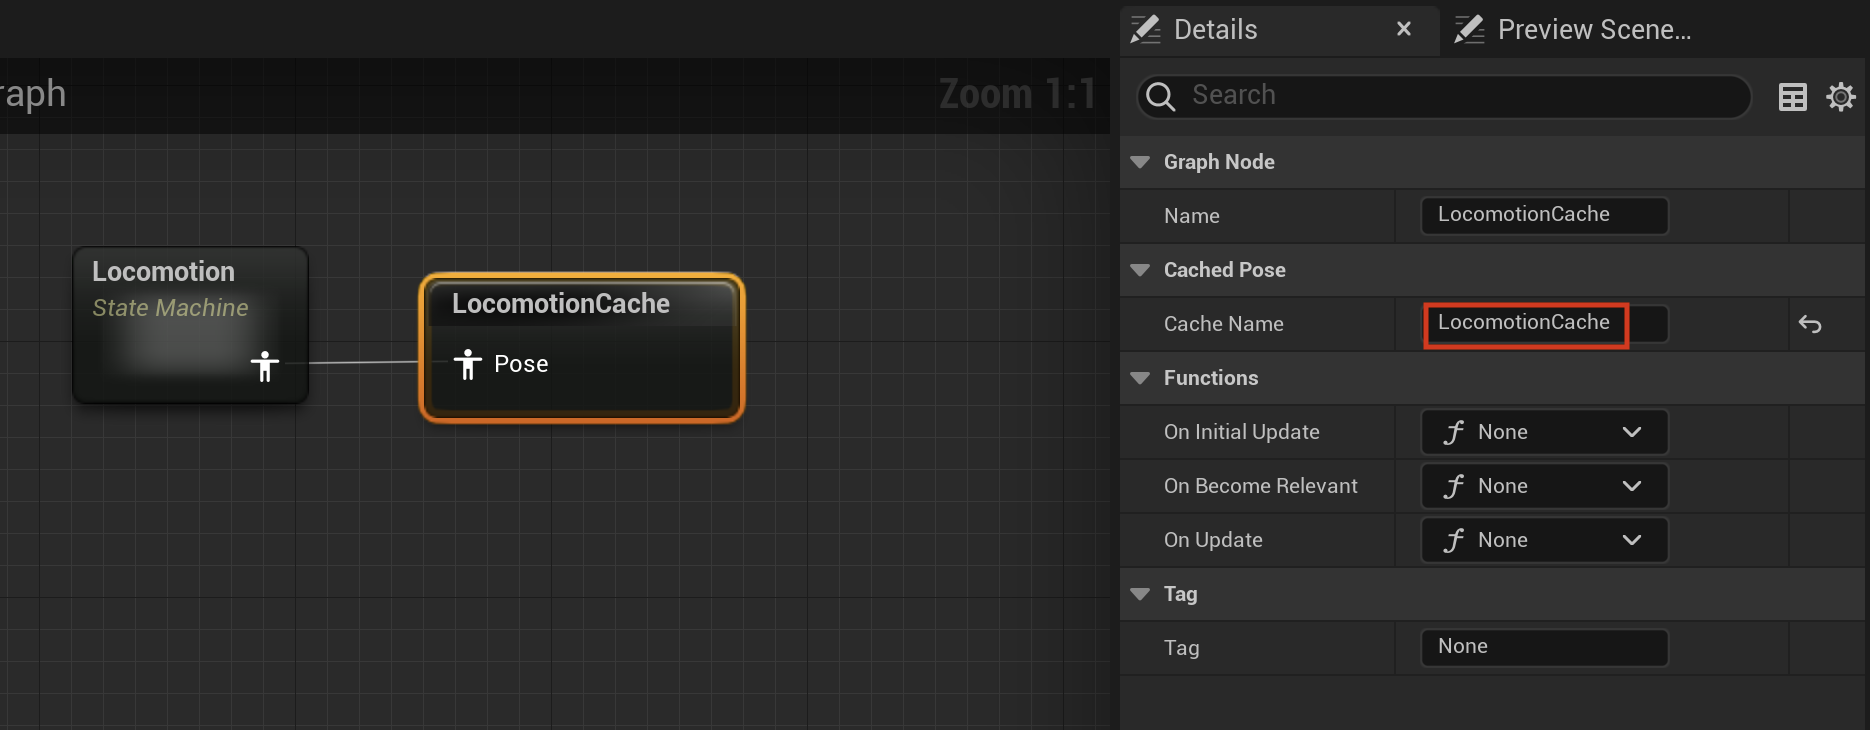 raph
Zoom 1:1
Locomotion
State Machine
LocomotionCache
Pose
Details
Preview Scene...
Search
Graph Node
Name
LocomotionCache
Cached Pose
Cache Name
LocomotionCache
Functions
On Initial Update
None
On Become Relevant
None
On Update
None
Tag
Tag
None